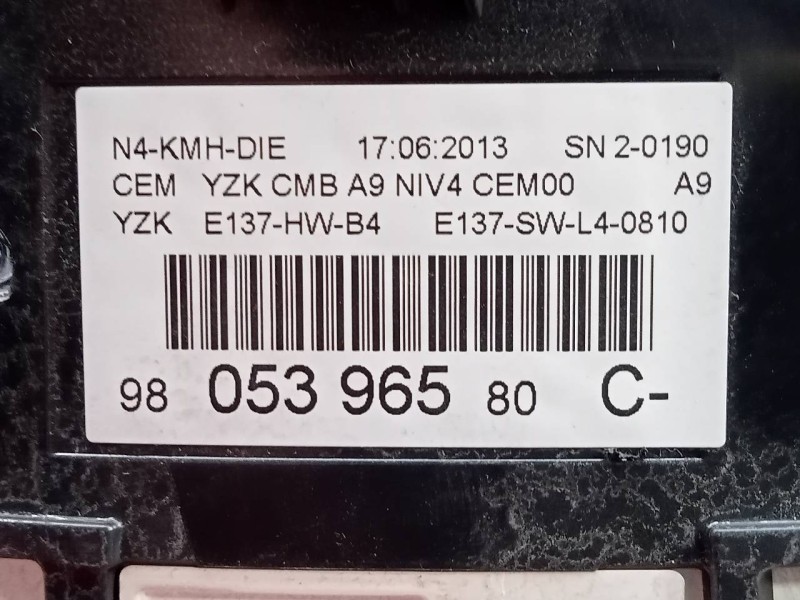 N4-KMH-DIE 17:06:2013 SN 2-0190
CEM YZK CMB A9 NIV4 CEM00 A9
YZK E137-HW-B4 E137-SW-L4-0810
98 053 965 80 C-